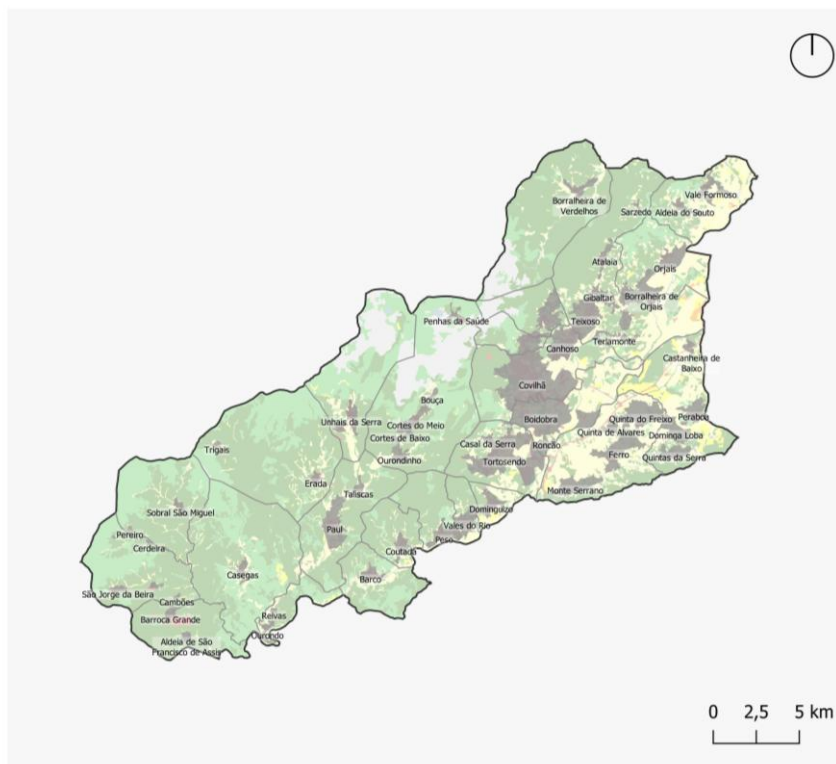 Vale Formoso
Borralheira de
Verdelhos
Sarzedo
Aldeia do Souto
Atalaia
Orjais
Gibaltar
Borralheira de
Orjais
Penhas da Saúde
Teixoso
Terlamonte
Canhoso
Castanheira de
Baixo
Covilhã
Bouça
Unhais da Serra
Cortes do Meio
Boidobra
Quinta do Freixo
Peraboa
Cortes de Baixo
Quinta de Alvares
Dominga Loba
Casal da Serra
Roncão
Trigais
Ourondinho
Tortosendo
Ferro
Quintas da Serra
Erada
Taliscas
Monte Serrano
Sobral São Miguel
Dominguizo
Paul
Vales do Rio
Pereiro
Peso
Cerdeira
Coutada
Casegas
Barco
São Jorge da Beira
Cambões
Barroca Grande
Relvas
Ourondo
Aldeia de São
Francisco de Assis
0 2,5 5 km